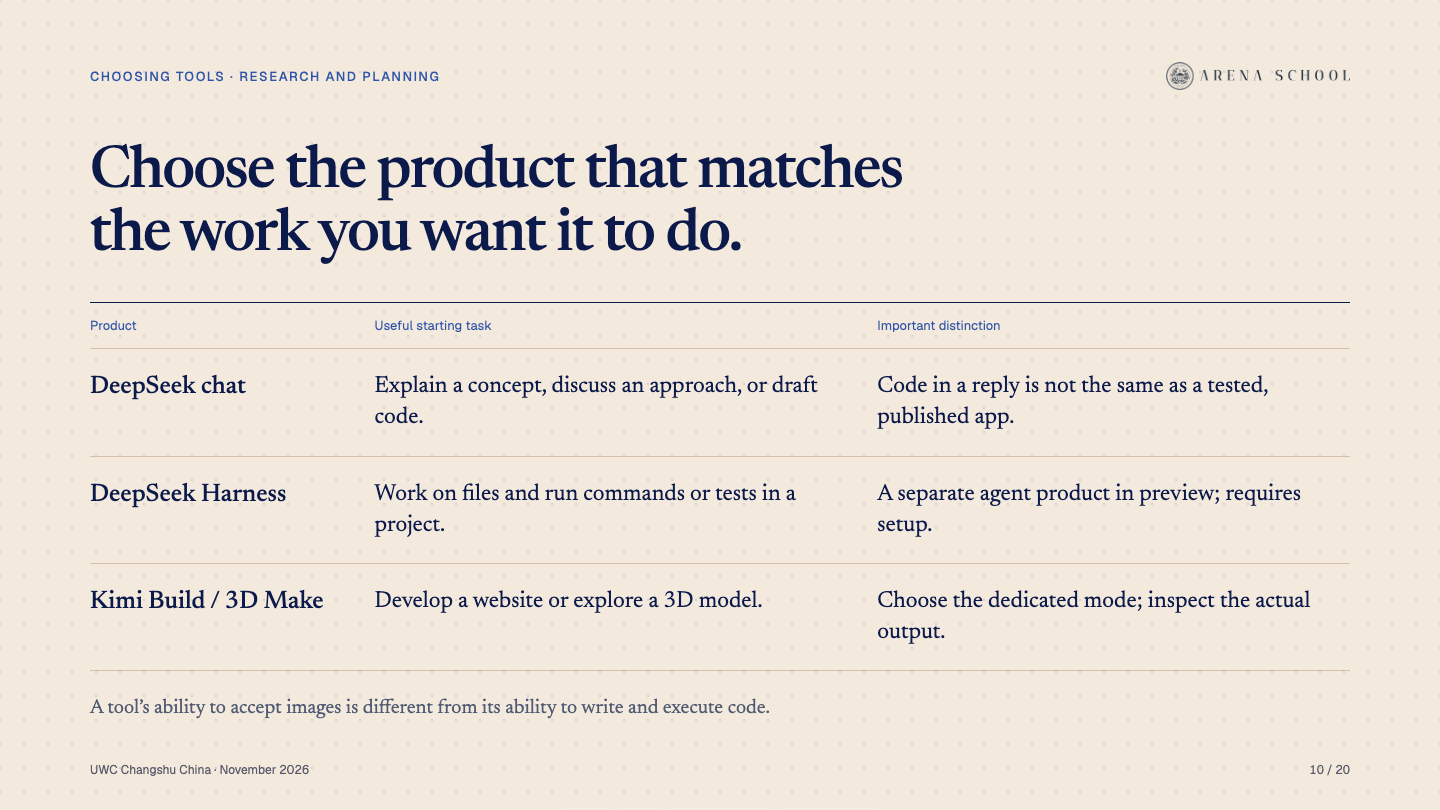 CHOOSING TOOLS · RESEARCH AND PLANNING
ARENA SCHOOL
Choose the product that matches
the work you want it to do.
Product
Useful starting task
Important distinction
DeepSeek chat
Explain a concept, discuss an approach, or draft
code.
Code in a reply is not the same as a tested,
published app.
DeepSeek Harness
Work on files and run commands or tests in a
project.
A separate agent product in preview; requires
setup.
Kimi Build / 3D Make
Develop a website or explore a 3D model.
Choose the dedicated mode; inspect the actual
output.
A tool’s ability to accept images is different from its ability to write and execute code.
UWC Changshu China · November 2026
10 / 20